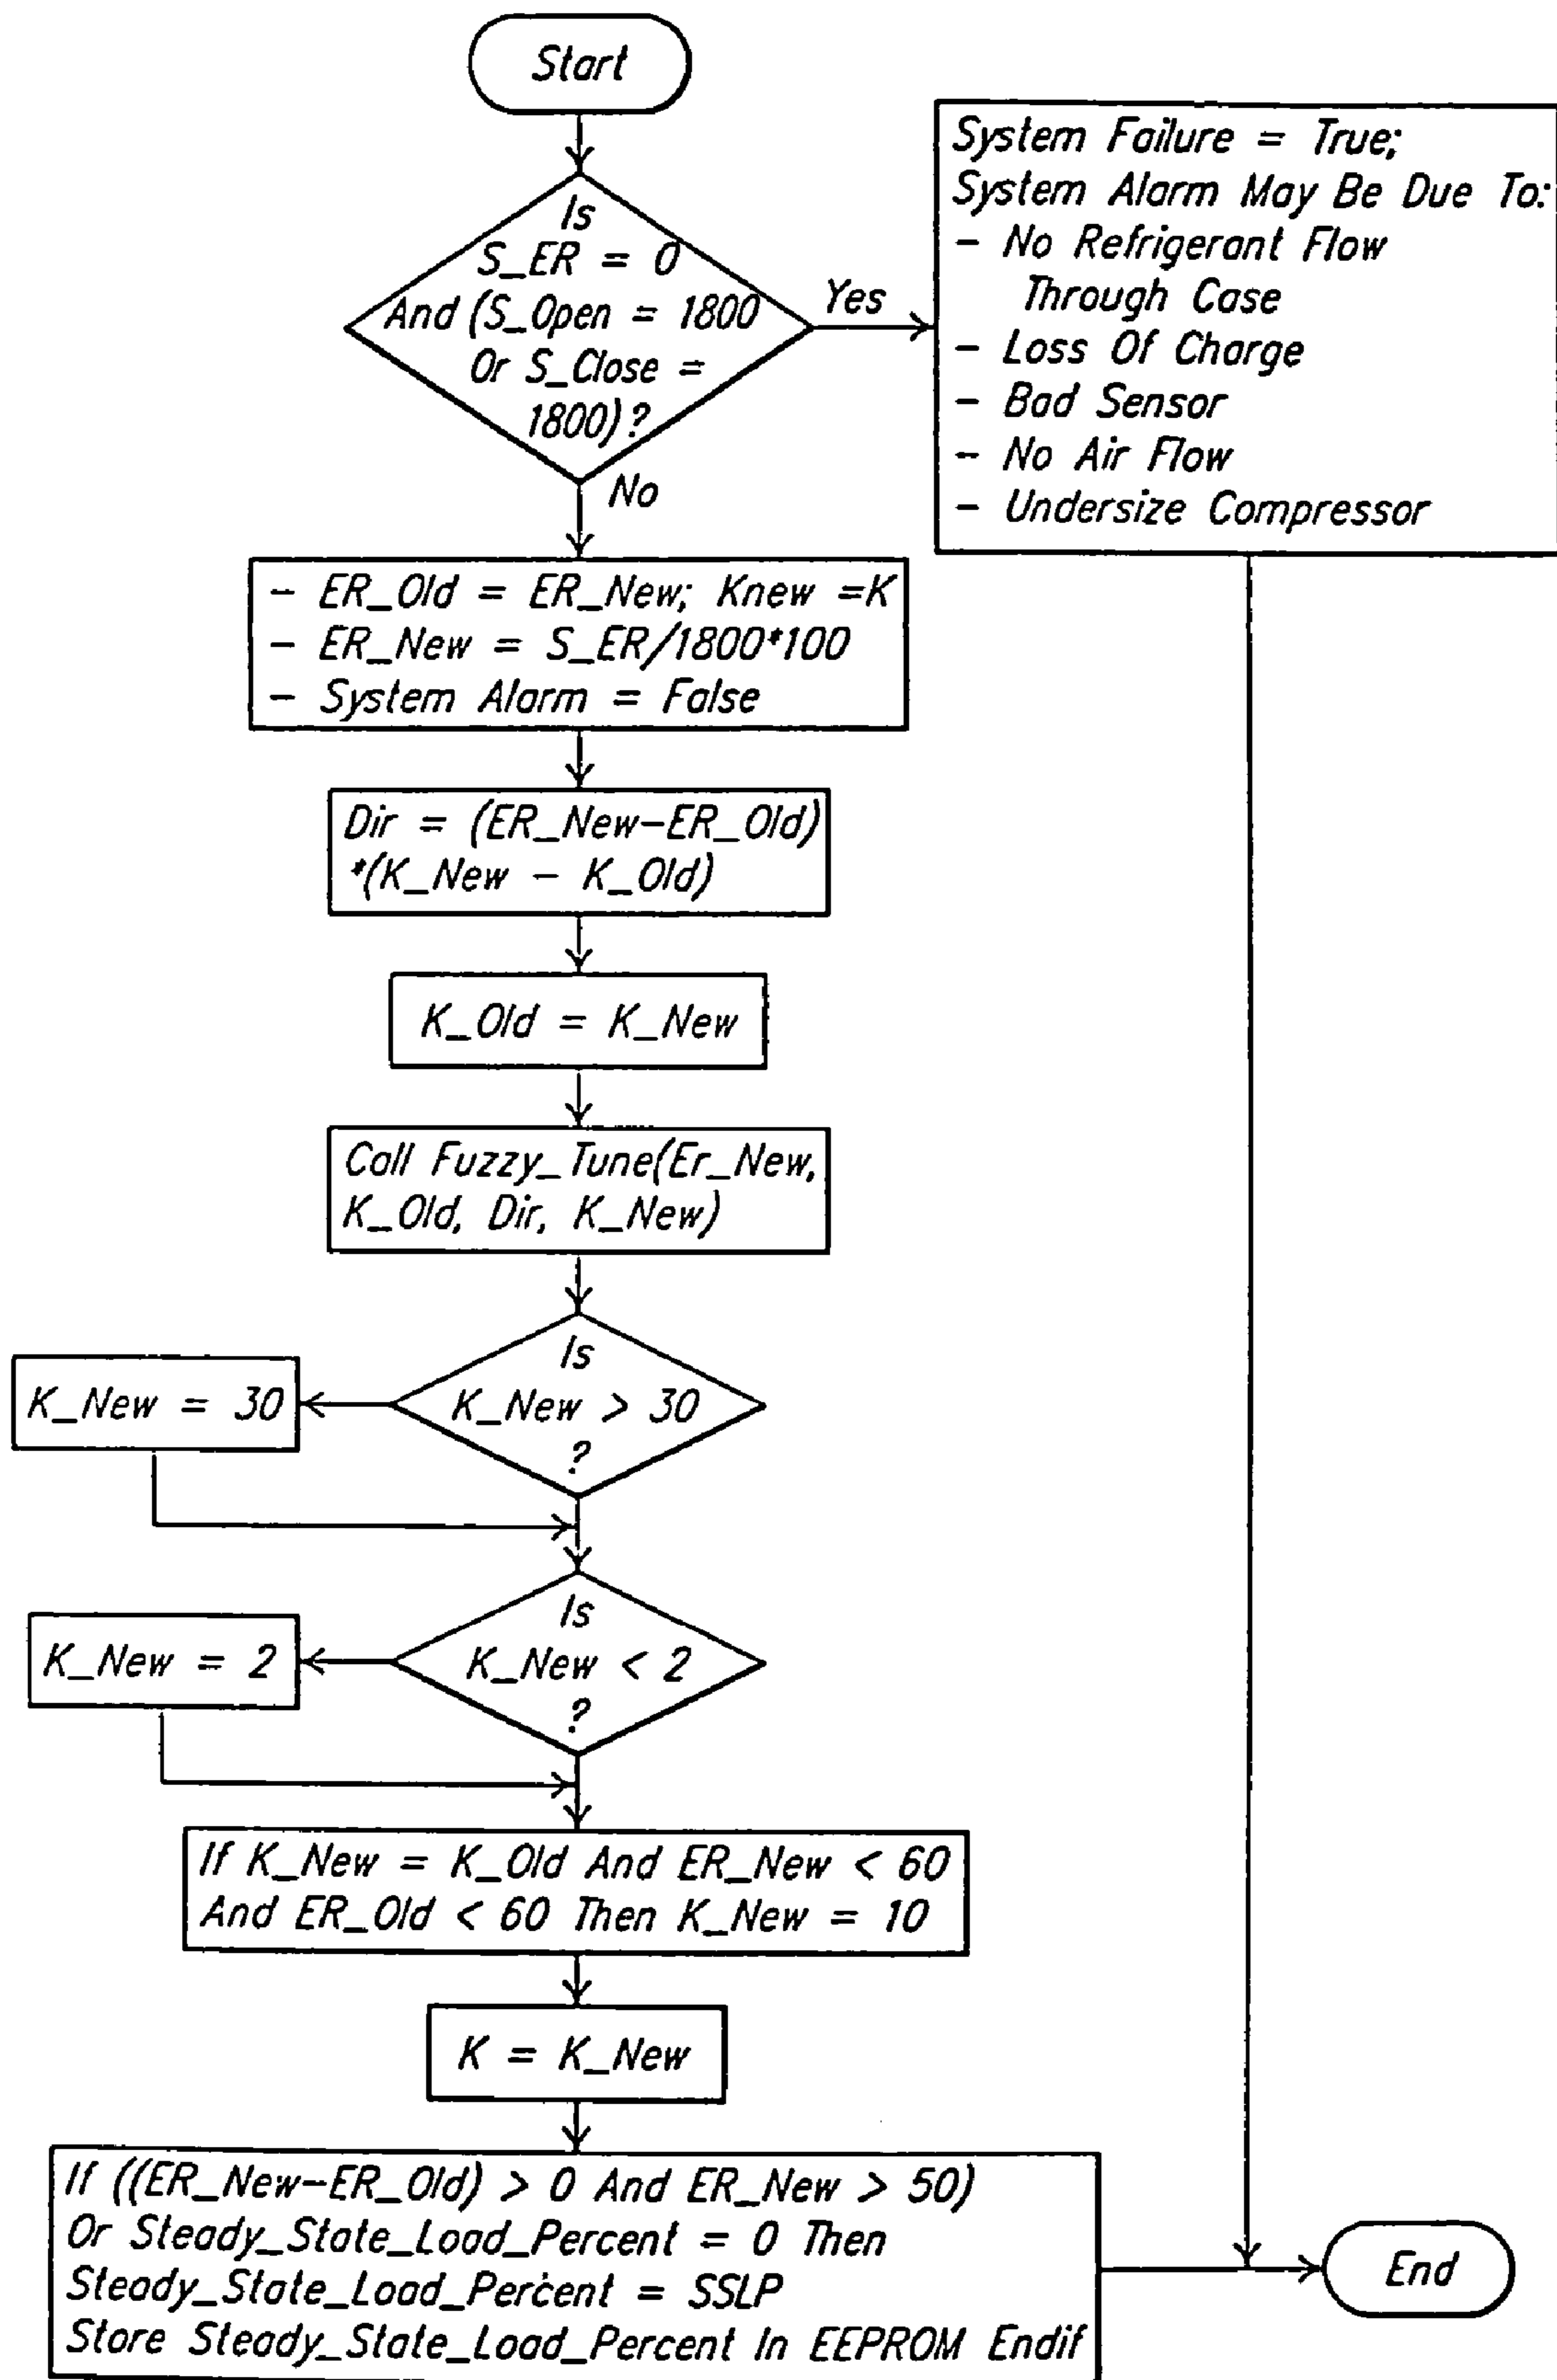 Start
Is
S_ER = 0
And (S_Open = 1800
Or S_Close =
1800)?
Yes
System Failure = True;
System Alarm May Be Due To:
- No Refrigerant Flow
Through Case
- Loss Of Charge
- Bad Sensor
- No Air Flow
- Undersize Compressor
No
- ER_Old = ER_New; Knew =K
- ER_New = S_ER/1800*100
- System Alarm = False
Dir = (ER_New-ER_Old)
*(K_New - K_Old)
K_Old = K_New
Call Fuzzy_Tune(Er_New,
K_Old, Dir, K_New)
Is
K_New > 30
?
K_New = 30
Is
K_New < 2
?
K_New = 2
If K_New = K_Old And ER_New < 60
And ER_Old < 60 Then K_New = 10
K = K_New
If ((ER_New-ER_Old) > 0 And ER_New > 50)
Or Steady_State_Load_Percent = 0 Then
Steady_State_Load_Percent = SSLP
Store Steady_State_Load_Percent In EEPROM Endif
End